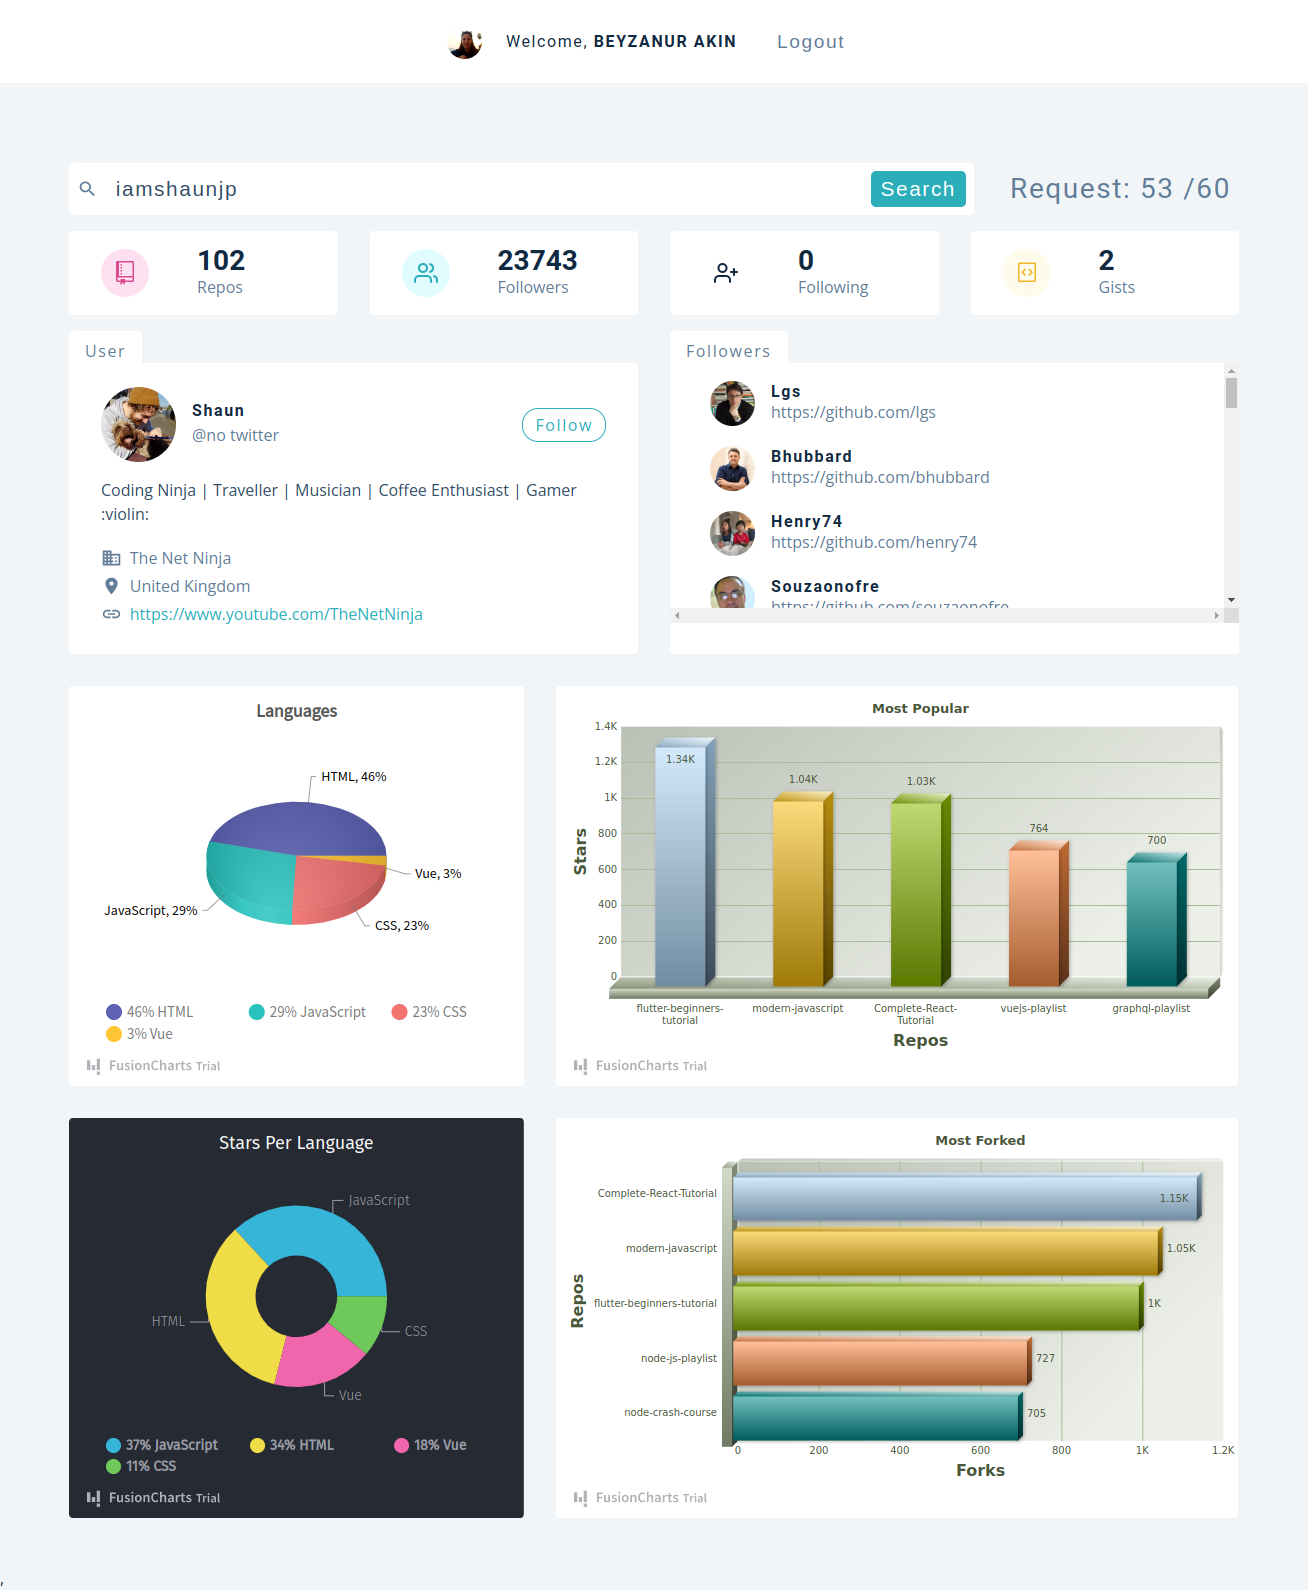 Welcome, BEYZANUR AKIN
Logout
iamshaunjp
Search
Request: 53 /60
102
Repos
23743
Followers
0
Following
2
Gists
User
Shaun
@no twitter
Follow
Coding Ninja | Traveller | Musician | Coffee Enthusiast | Gamer
:violin:
The Net Ninja
United Kingdom
https://www.youtube.com/TheNetNinja
Followers
Lgs
https://github.com/lgs
Bhubbard
https://github.com/bhubbard
Henry74
https://github.com/henry74
Souzaonofre
https://github.com/souzaonofre
Languages
HTML, 46%
Vue, 3%
JavaScript, 29%
CSS, 23%
46% HTML
29% JavaScript
23% CSS
3% Vue
FusionCharts Trial
Most Popular
Stars
1.4K
1.2K
1K
800
600
400
200
0
1.34K
1.04K
1.03K
764
700
flutter-beginners-
tutorial
modern-javascript
Complete-React-
Tutorial
vuejs-playlist
graphql-playlist
Repos
FusionCharts Trial
Stars Per Language
JavaScript
HTML
CSS
Vue
37% JavaScript
34% HTML
18% Vue
11% CSS
FusionCharts Trial
Most Forked
Repos
Complete-React-Tutorial
1.15K
modern-javascript
1.05K
flutter-beginners-tutorial
1K
node-js-playlist
727
node-crash-course
705
0
200
400
600
800
1K
1.2K
Forks
FusionCharts Trial
,